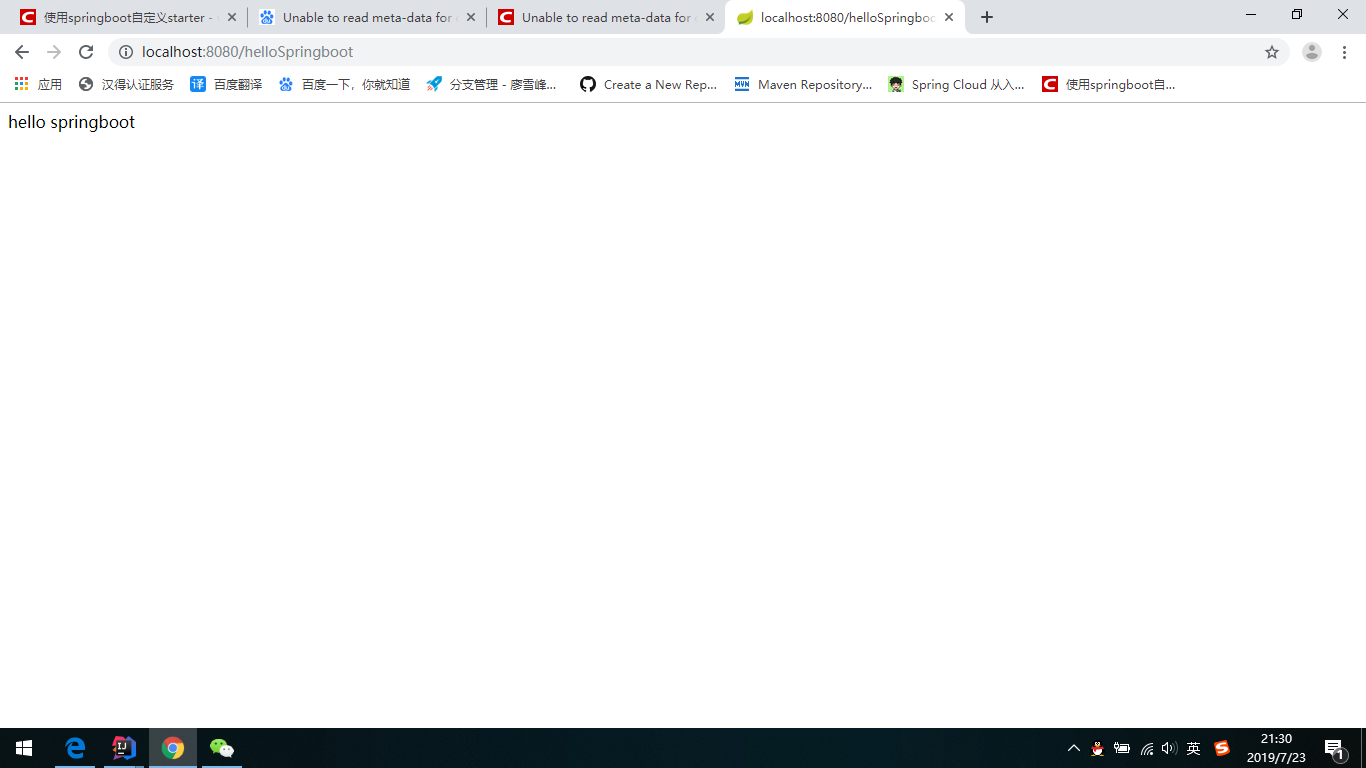 使用springboot自定义starter -
Unable to read meta-data for
Unable to read meta-data for
localhost:8080/helloSpringboo
localhost:8080/helloSpringboot
应用
汉得认证服务
译
百度翻译
百度一下，你就知道
分支管理 - 廖雪峰...
Create a New Rep...
Maven Repository...
Spring Cloud 从入...
使用springboot自...
hello springboot
英
21:30
2019/7/23
1